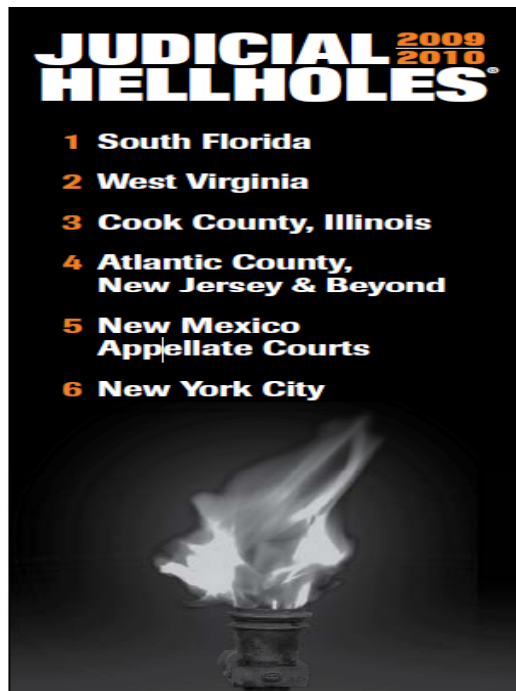 JUDICIAL 2009
HELLHOLES® 2010
1 South Florida
2 West Virginia
3 Cook County, Illinois
4 Atlantic County,
New Jersey & Beyond
5 New Mexico
Appellate Courts
6 New York City